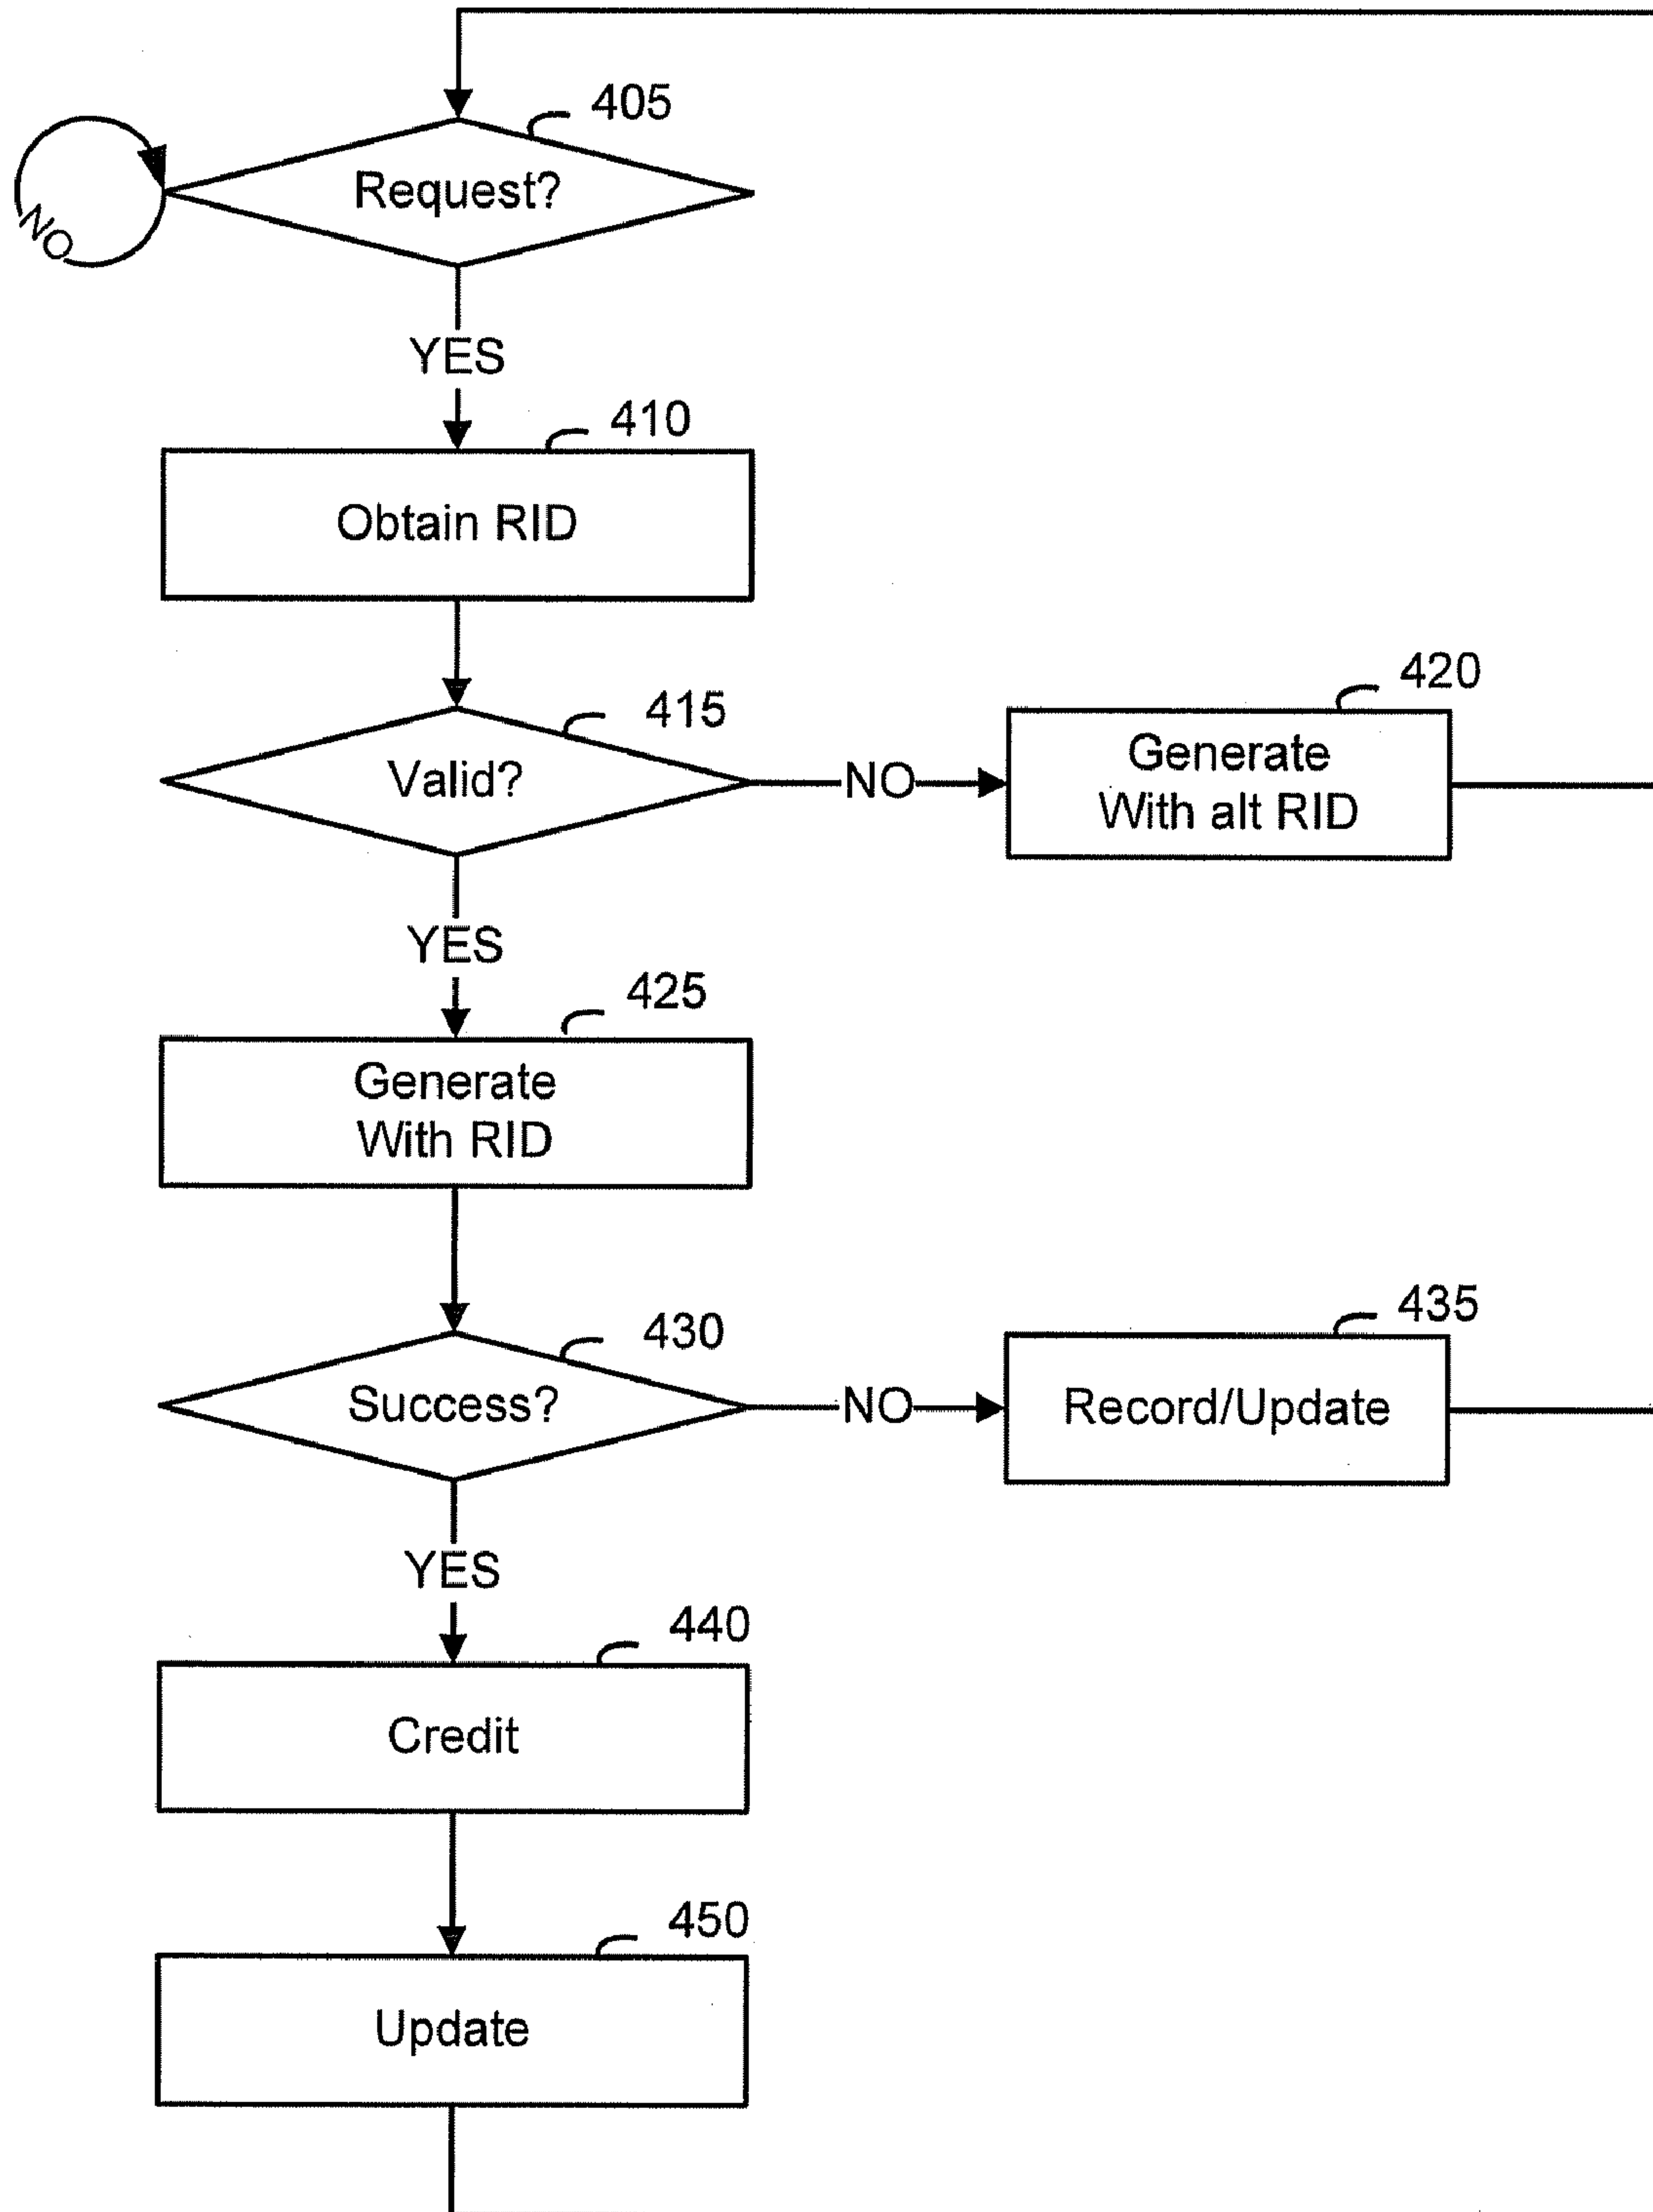 405
Request?
NO
YES
410
Obtain RID
415
Valid?
NO
420
Generate
With alt RID
YES
425
Generate
With RID
430
Success?
NO
435
Record/Update
YES
440
Credit
450
Update